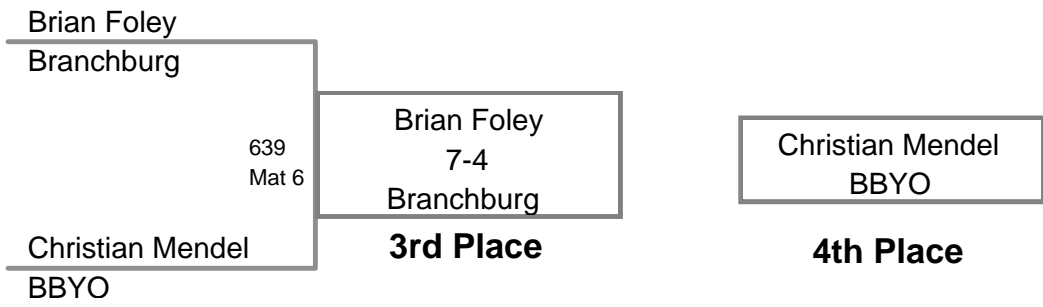 Brian Foley
Branchburg
639
Mat 6
Christian Mendel
BBYO
Brian Foley
7-4
Branchburg
3rd Place
Christian Mendel
BBYO
4th Place